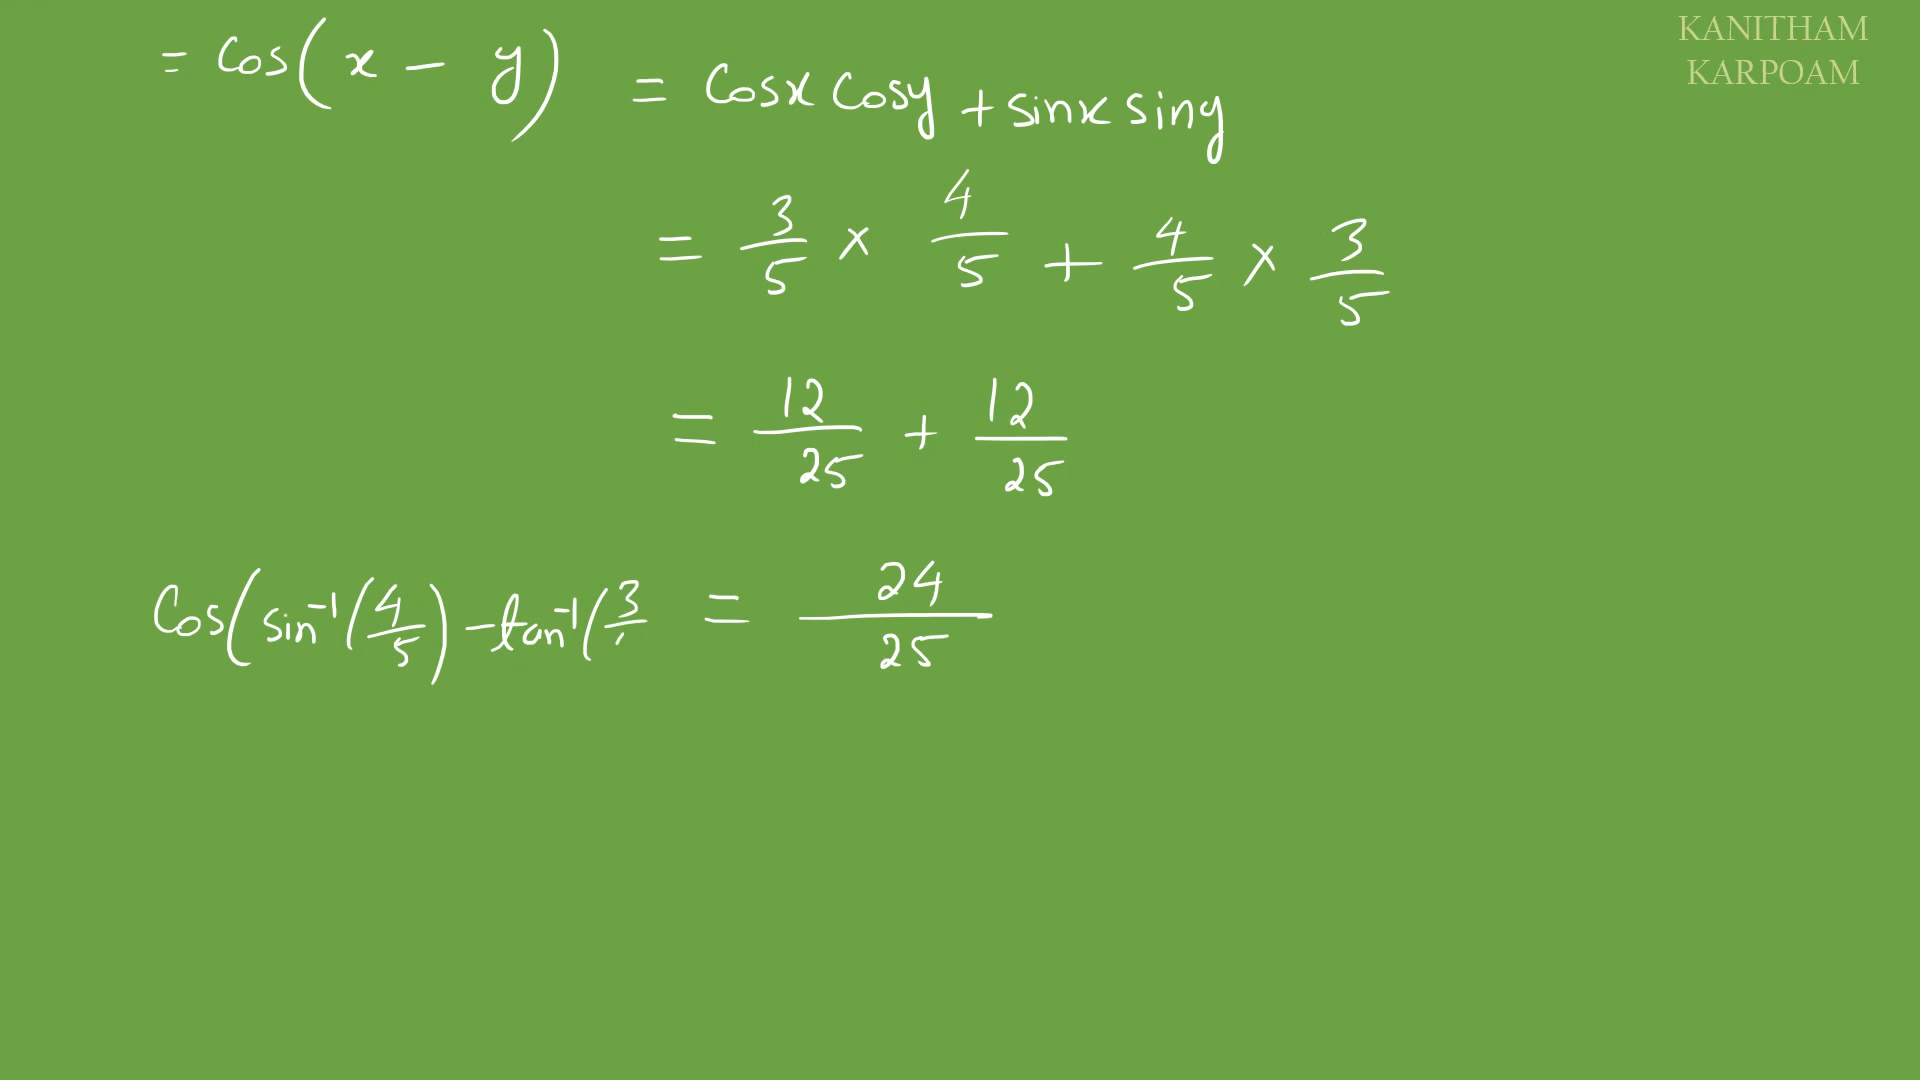 KANITHAM
KARPOAM
= Cos(x - y) = Cosx Cosy + sinx siny
= 3/5 × 4/5 + 4/5 × 3/5
= 12/25 + 12/25
Cos(sin⁻¹(4/5) - tan⁻¹(3/ = 24/25